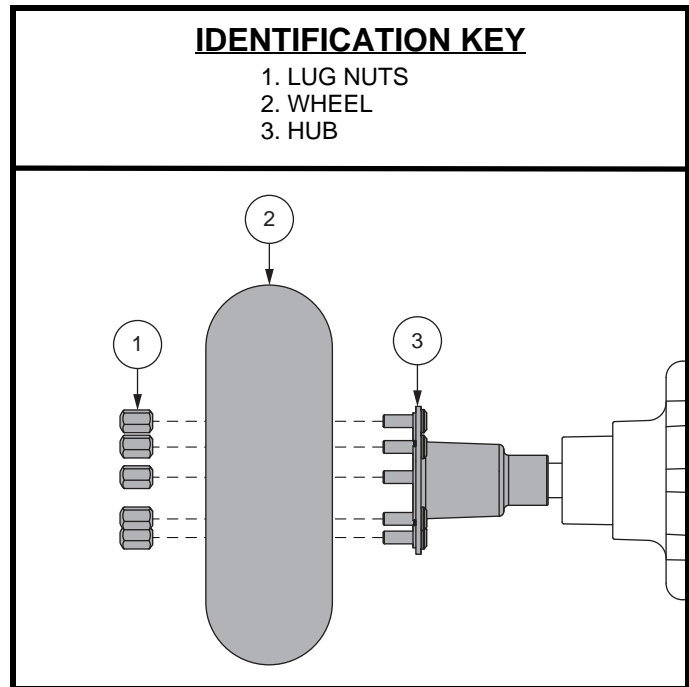 IDENTIFICATION KEY
1. LUG NUTS
2. WHEEL
3. HUB
2
1
3